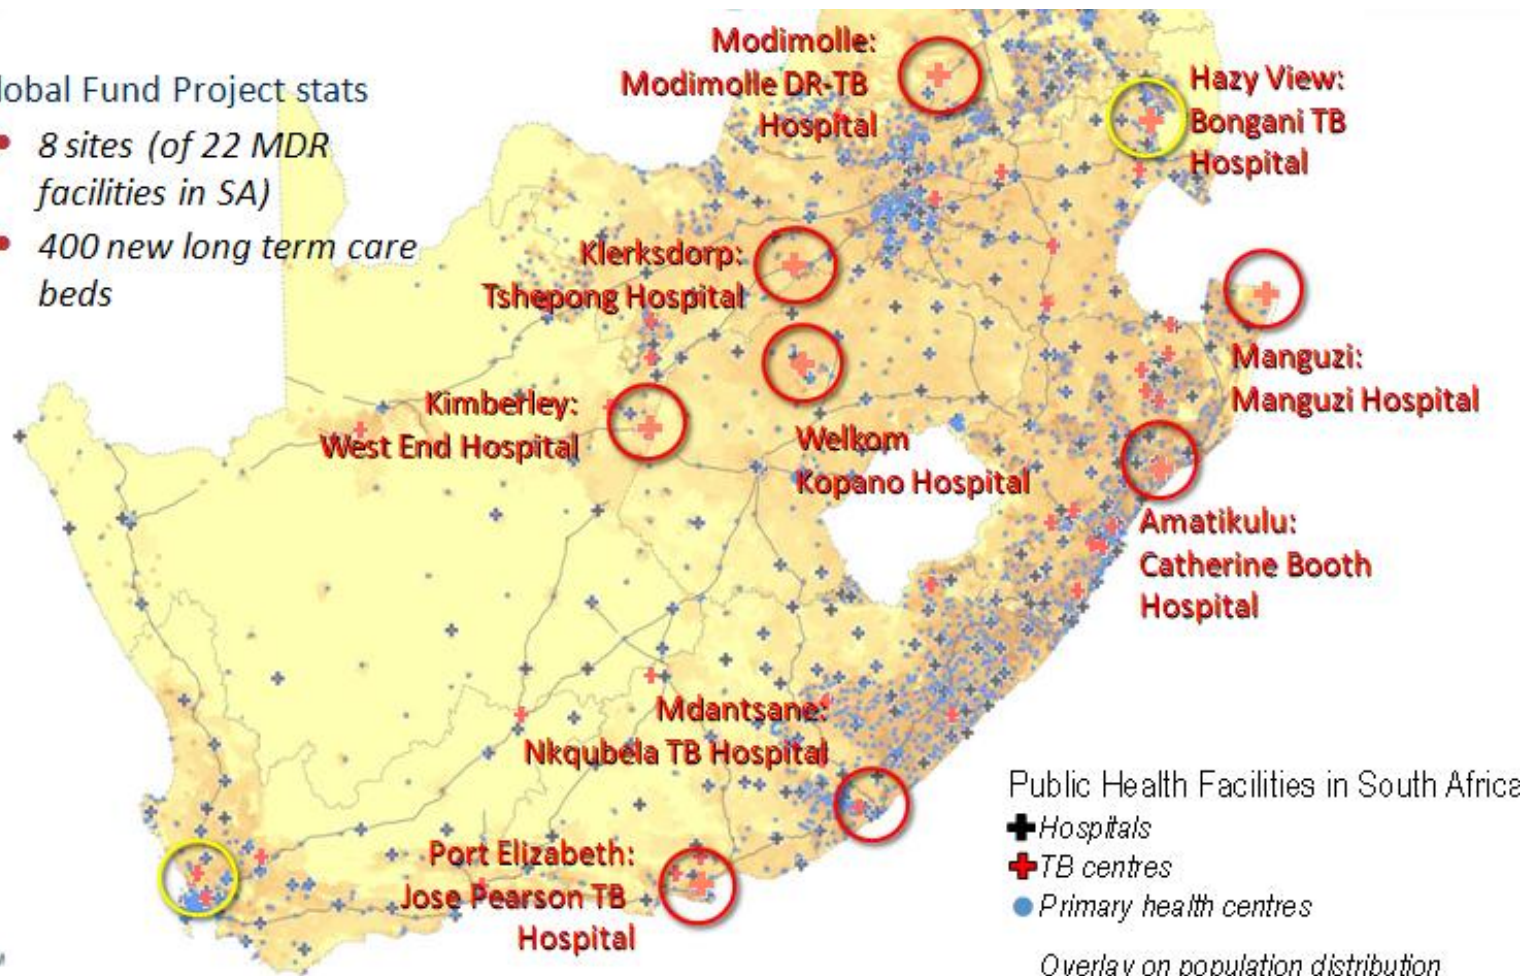 lobal Fund Project stats
8 sites (of 22 MDR
facilities in SA)
400 new long term care
beds
Modimolle:
Modimolle DR-TB
Hospital
Hazy View:
Bongani TB
Hospital
Klerksdorp:
Tshepong Hospital
Manguzi:
Manguzi Hospital
Kimberley:
West End Hospital
Welkom
Kopano Hospital
Amatikulu:
Catherine Booth
Hospital
Mdantsane:
Nkqubela TB Hospital
Port Elizabeth:
Jose Pearson TB
Hospital
Public Health Facilities in South Africa
Hospitals
TB centres
Primary health centres
Overlay on population distribution